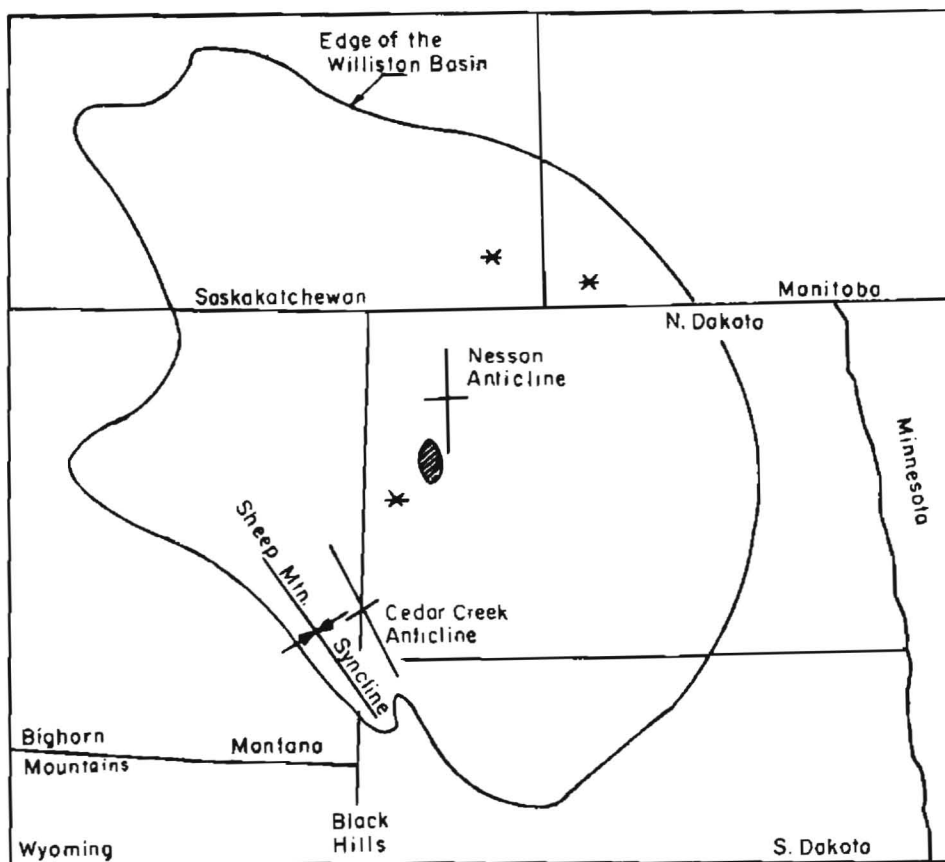 Edge of the
Williston Basin
Saskakatchewan
Manitoba
N. Dakota
Nesson
Anticline
Minnesota
Sheep Mtn.
Syncline
Cedar Creek
Anticline
Bighorn
Mountains
Montana
Black
Hills
Wyoming
S. Dakota